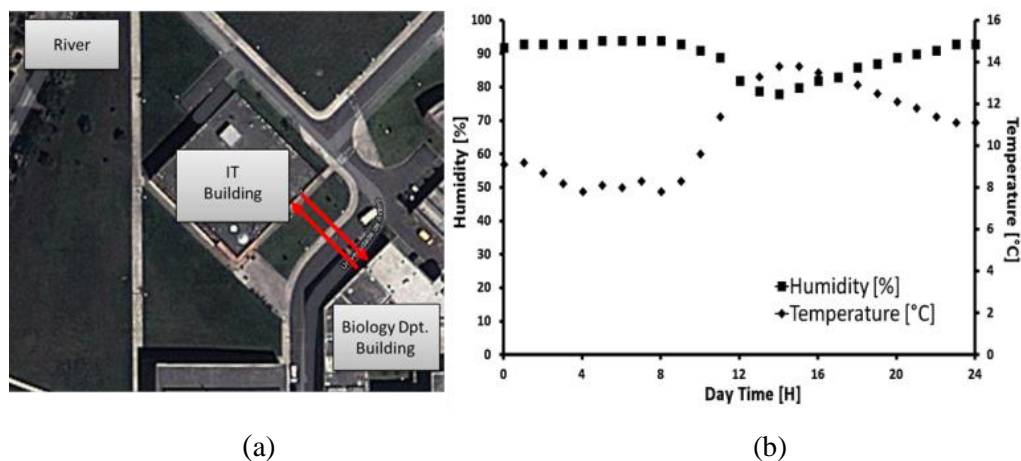 River
IT
Building
Biology Dpt.
Building
(a)
100
90
80
70
60
50
40
30
20
10
0
Humidity [%]
16
14
12
10
8
6
4
2
0
Temperature [°C]
Humidity [%]
Temperature [°C]
0 4 8 12 16 20 24
Day Time [H]
(b)